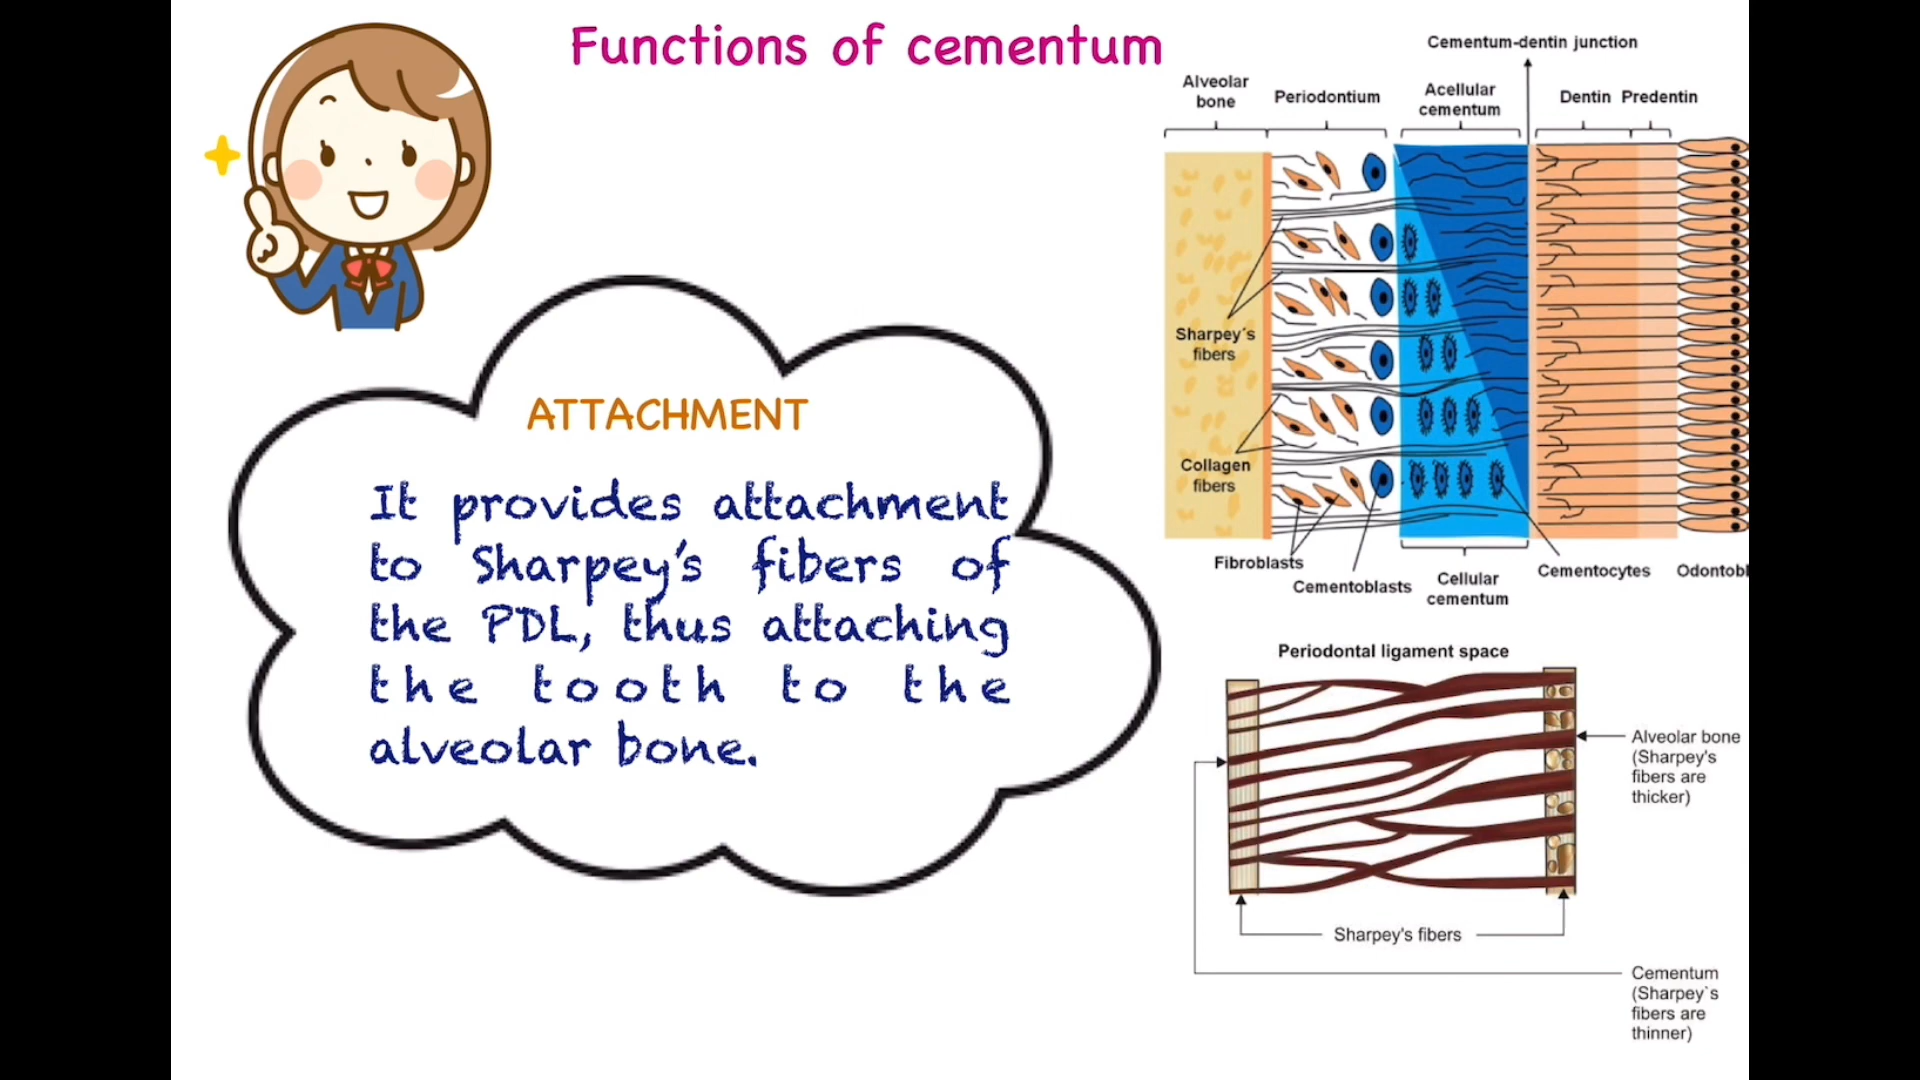 Functions of cementum
ATTACHMENT
It provides attachment
to Sharpey's fibers of
the PDL, thus attaching
the tooth to the
alveolar bone.
Cementum-dentin junction
Alveolar
bone
Periodontium
Acellular
cementum
Dentin
Predentin
Sharpey´s
fibers
Collagen
fibers
Fibroblasts
Cementoblasts
Cellular
cementum
Cementocytes
Odontobl
Periodontal ligament space
Alveolar bone
(Sharpey's
fibers are
thicker)
Sharpey's fibers
Cementum
(Sharpey`s
fibers are
thinner)